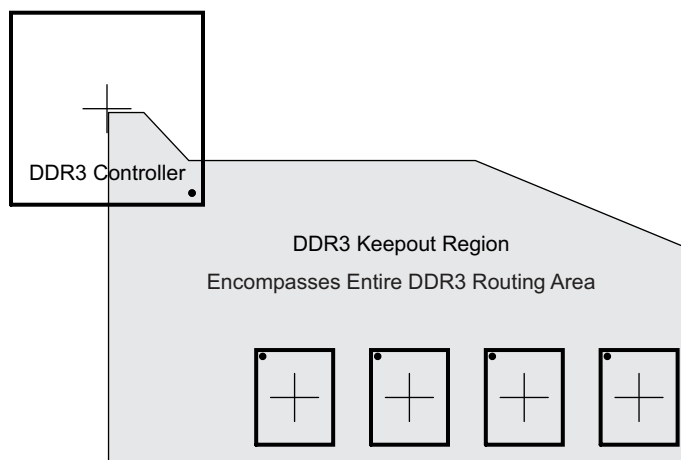 DDR3 Controller
DDR3 Keepout Region
Encompasses Entire DDR3 Routing Area